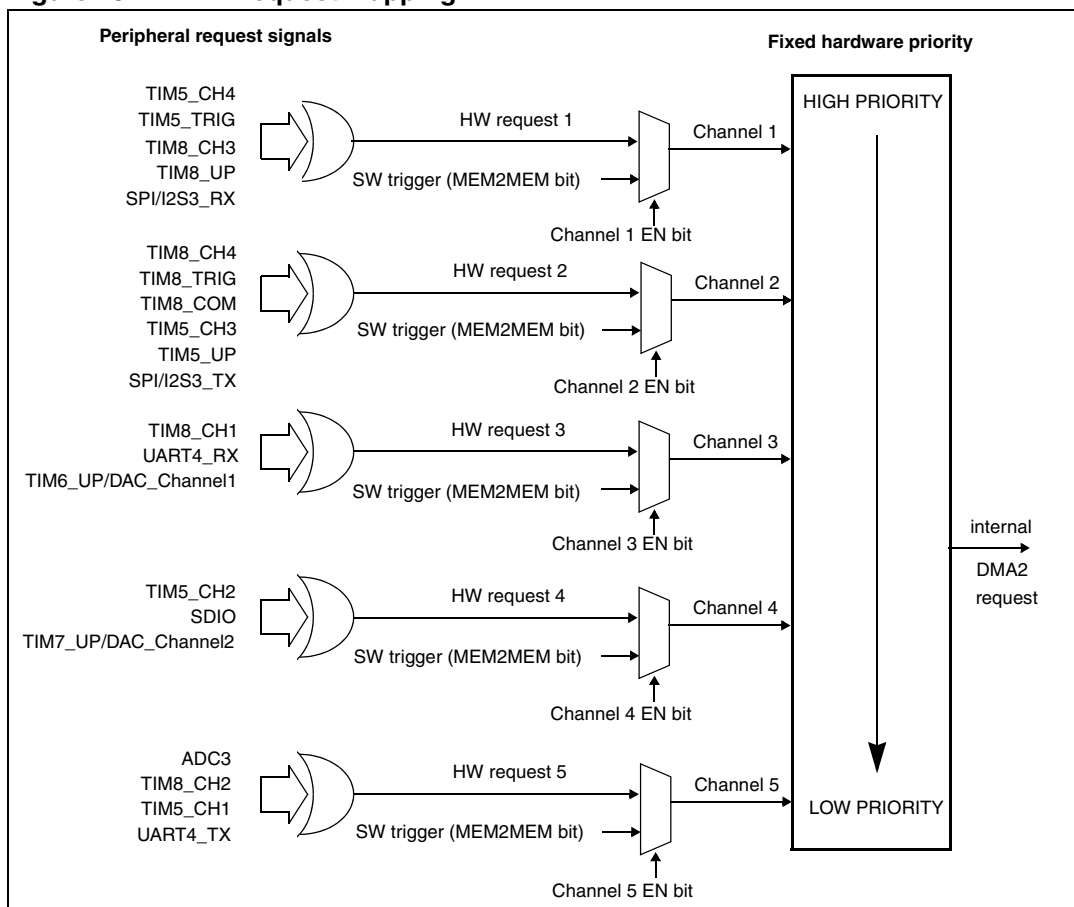 Peripheral request signals
Fixed hardware priority
TIM5_CH4
TIM5_TRIG
TIM8_CH3
TIM8_UP
SPI/I2S3_RX
HW request 1
SW trigger (MEM2MEM bit)
Channel 1
Channel 1 EN bit
HIGH PRIORITY
TIM8_CH4
TIM8_TRIG
TIM8_COM
TIM5_CH3
TIM5_UP
SPI/I2S3_TX
HW request 2
SW trigger (MEM2MEM bit)
Channel 2
Channel 2 EN bit
TIM8_CH1
UART4_RX
TIM6_UP/DAC_Channel1
HW request 3
SW trigger (MEM2MEM bit)
Channel 3
Channel 3 EN bit
internal
DMA2
request
TIM5_CH2
SDIO
TIM7_UP/DAC_Channel2
HW request 4
SW trigger (MEM2MEM bit)
Channel 4
Channel 4 EN bit
ADC3
TIM8_CH2
TIM5_CH1
UART4_TX
HW request 5
SW trigger (MEM2MEM bit)
Channel 5
Channel 5 EN bit
LOW PRIORITY